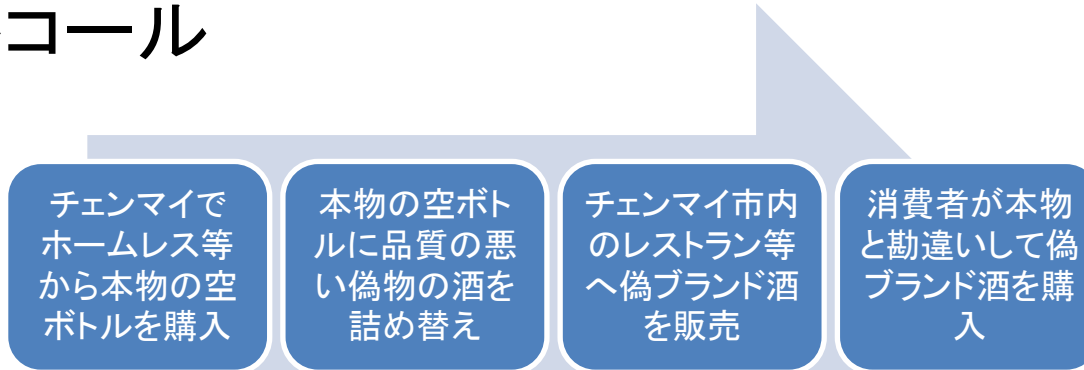 コール
チェンマイで
ホームレス等
から本物の空
ボトルを購入
本物の空ボト
ルに品質の悪
い偽物の酒を
詰め替え
チェンマイ市内
のレストラン等
へ偽ブランド酒
を販売
消費者が本物
と勘違いして偽
ブランド酒を購
入